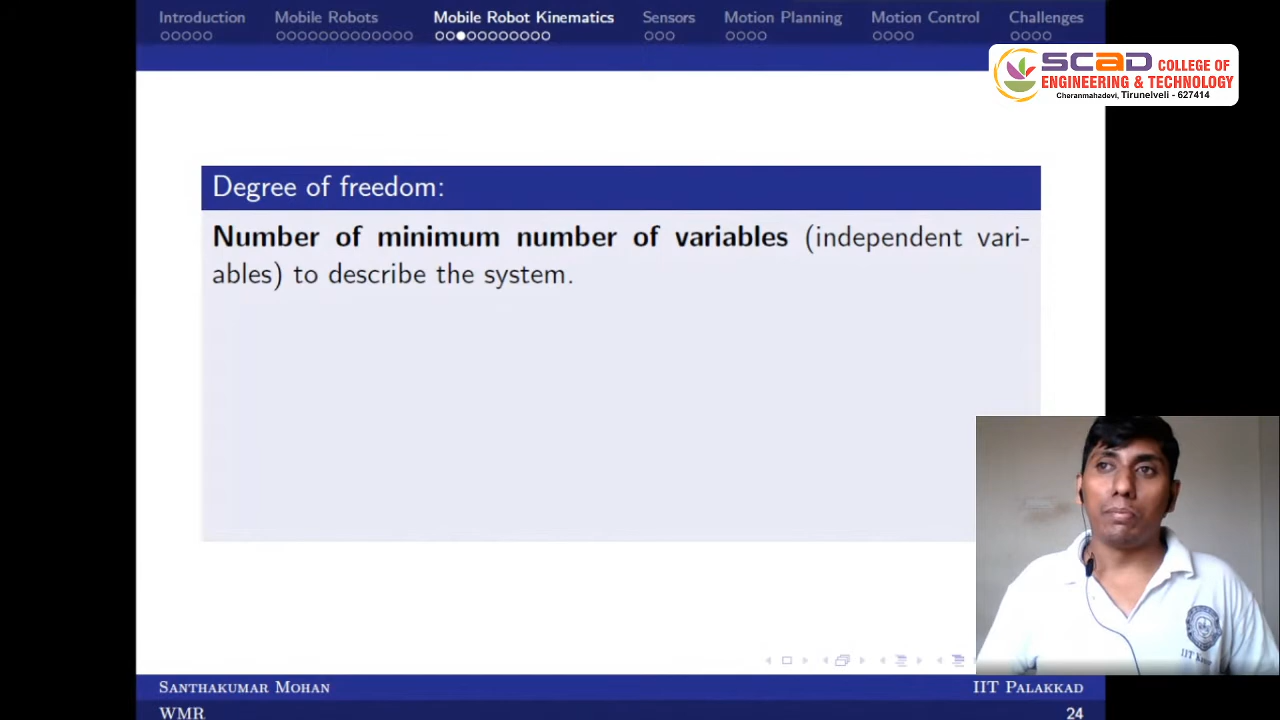 Introduction Mobile Robots Mobile Robot Kinematics Sensors Motion Planning Motion Control Challenges
SCAD COLLEGE OF
ENGINEERING & TECHNOLOGY
Cheranmahadevi, Tirunelveli - 627414
Degree of freedom:
Number of minimum number of variables (independent vari-
ables) to describe the system.
IIT
SANTHAKUMAR MOHAN IIT PALAKKAD
WMR 24